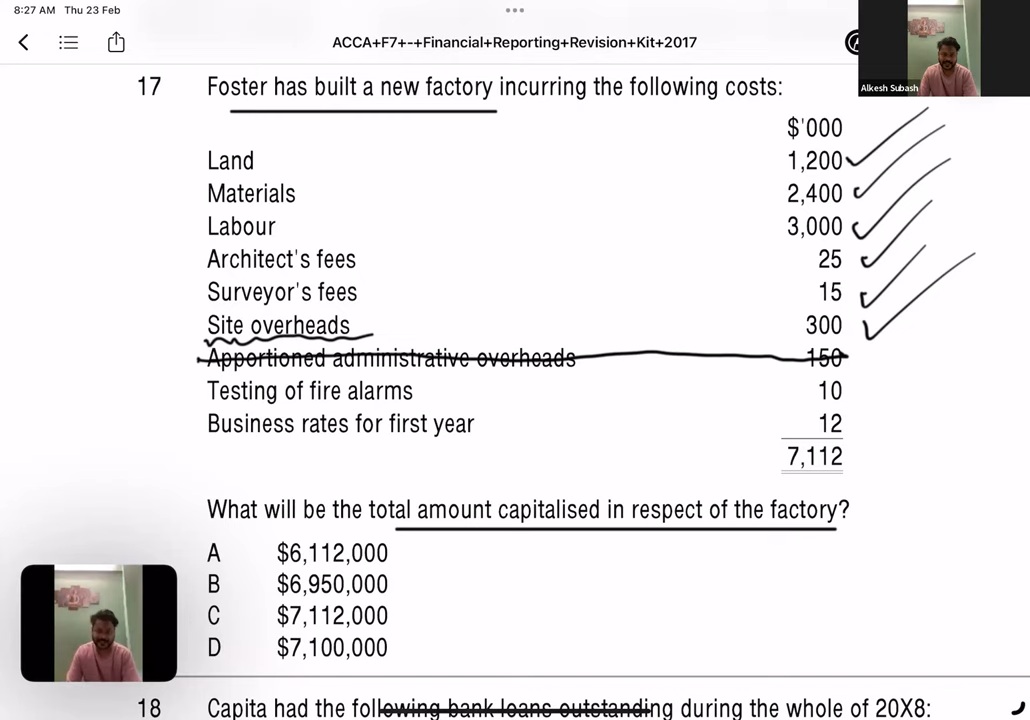 8:27 AM Thu 23 Feb
ACCA+F7+-+Financial+Reporting+Revision+Kit+2017
Alkesh Subash
17 Foster has built a new factory incurring the following costs:
$'000
Land 1,200
Materials 2,400
Labour 3,000
Architect's fees 25
Surveyor's fees 15
Site overheads 300
Apportioned administrative overheads 150
Testing of fire alarms 10
Business rates for first year 12
7,112
What will be the total amount capitalised in respect of the factory?
A $6,112,000
B $6,950,000
C $7,112,000
D $7,100,000
18 Capita had the following bank loans outstanding during the whole of 20X8: